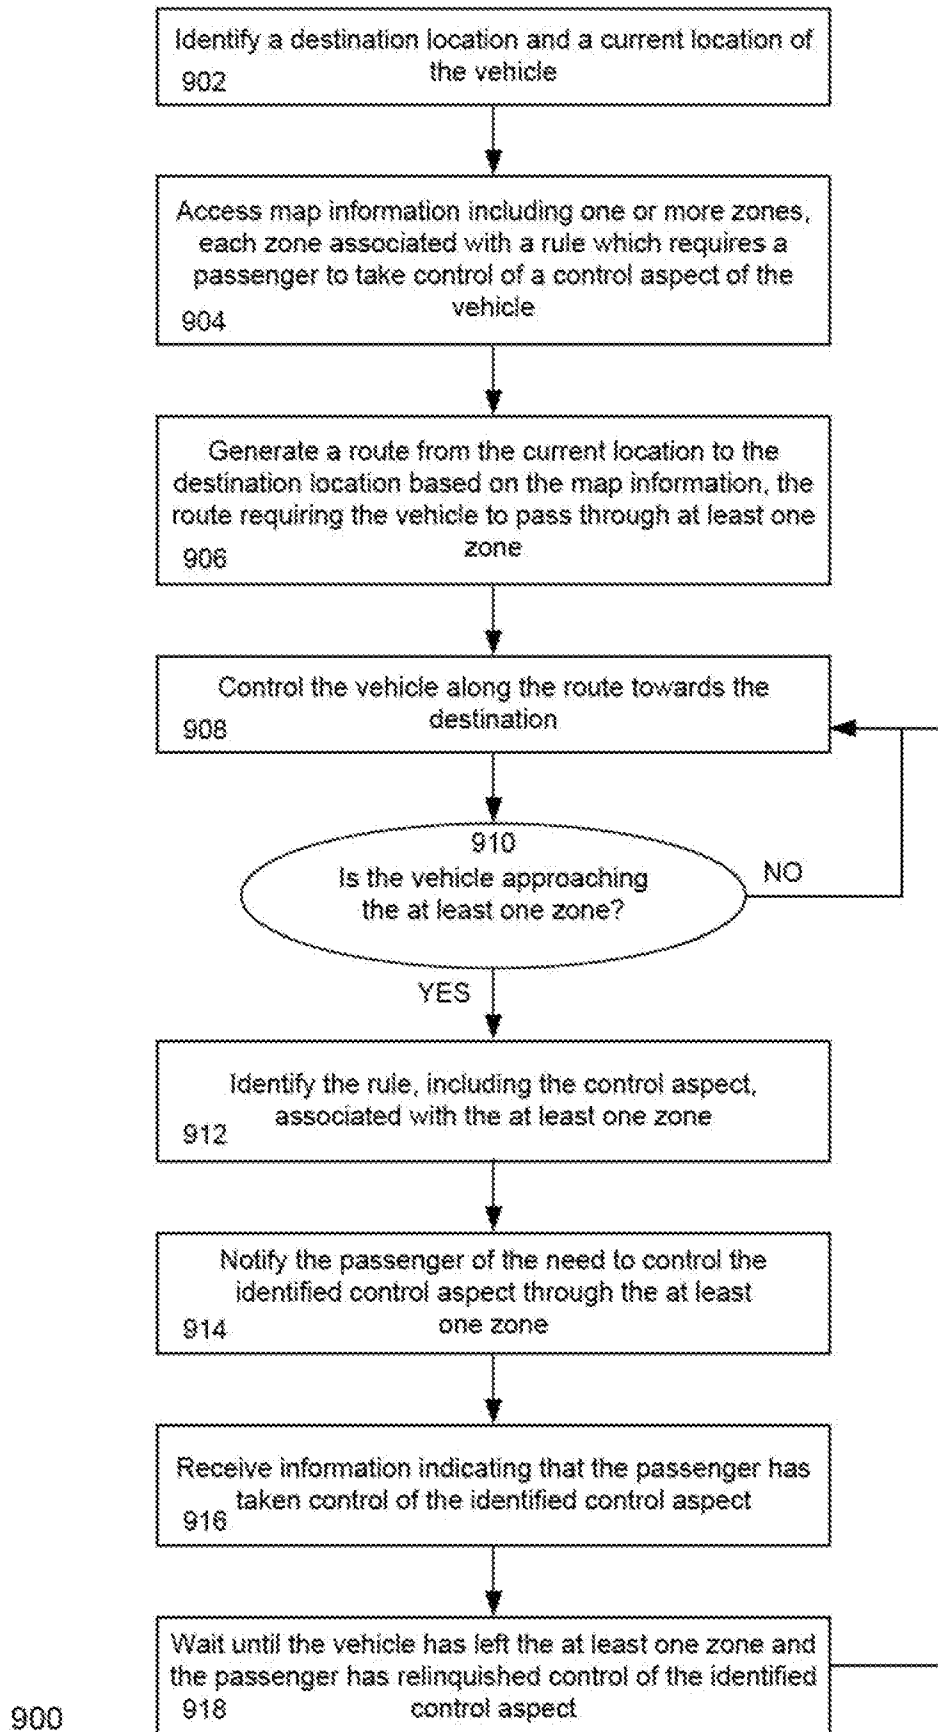 Identify a destination location and a current location of
the vehicle
902
Access map information including one or more zones,
each zone associated with a rule which requires a
passenger to take control of a control aspect of the
vehicle
904
Generate a route from the current location to the
destination location based on the map information, the
route requiring the vehicle to pass through at least one
zone
906
Control the vehicle along the route towards the
destination
908
910
Is the vehicle approaching
the at least one zone?
NO
YES
Identify the rule, including the control aspect,
associated with the at least one zone
912
Notify the passenger of the need to control the
identified control aspect through the at least
one zone
914
Receive information indicating that the passenger has
taken control of the identified control aspect
916
Wait until the vehicle has left the at least one zone and
the passenger has relinquished control of the identified
control aspect
918
900